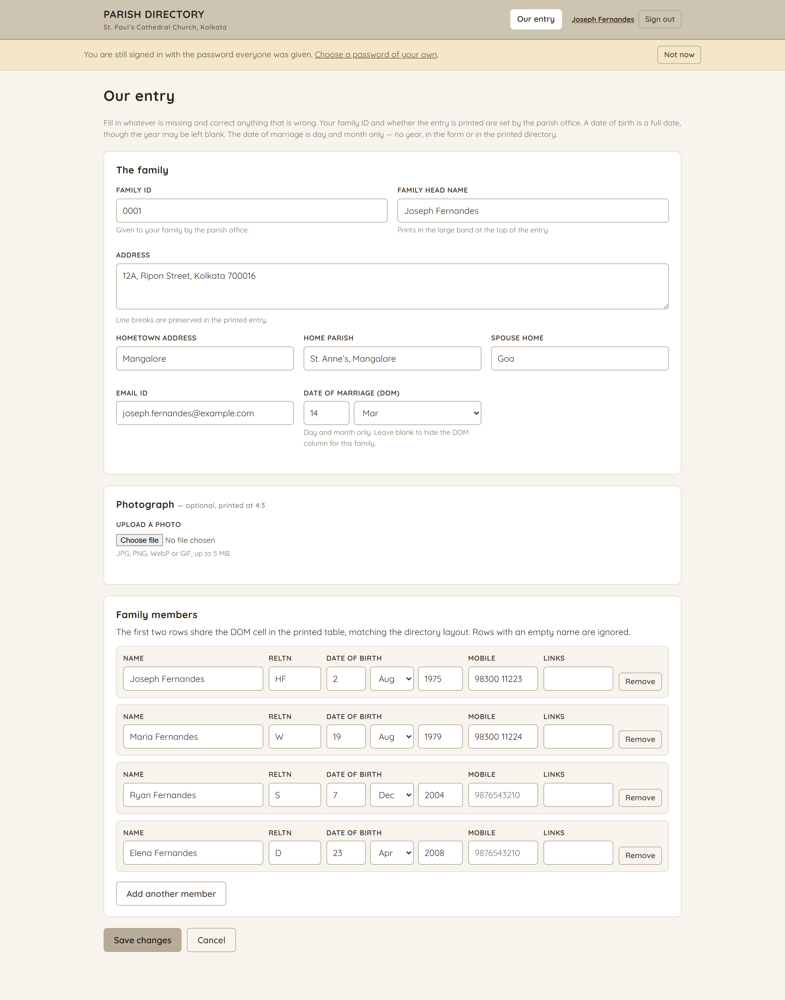 PARISH DIRECTORY
St. Paul’s Cathedral Church, Kolkata
Our entry
Joseph Fernandes
Sign out
You are still signed in with the password everyone was given. Choose a password of your own.
Not now
Our entry
Fill in whatever is missing and correct anything that is wrong. Your family ID and whether the entry is printed are set by the parish office. A date of birth is a full date,
though the year may be left blank. The date of marriage is day and month only — no year, in the form or in the printed directory.
The family
FAMILY ID
0001
Given to your family by the parish office.
FAMILY HEAD NAME
Joseph Fernandes
Prints in the large band at the top of the entry.
ADDRESS
12A, Ripon Street, Kolkata 700016
Line breaks are preserved in the printed entry.
HOMETOWN ADDRESS
Mangalore
HOME PARISH
St. Anne’s, Mangalore
SPOUSE HOME
Goa
EMAIL ID
joseph.fernandes@example.com
DATE OF MARRIAGE (DOM)
14 Mar
Day and month only. Leave blank to hide the DOM
column for this family.
Photograph — optional, printed at 4:3
UPLOAD A PHOTO
Choose file No file chosen
JPG, PNG, WebP or GIF, up to 5 MB.
Family members
The first two rows share the DOM cell in the printed table, matching the directory layout. Rows with an empty name are ignored.
NAME RELTN DATE OF BIRTH MOBILE LINKS
Joseph Fernandes HF 2 Aug 1975 98300 11223 Remove
NAME RELTN DATE OF BIRTH MOBILE LINKS
Maria Fernandes W 19 Aug 1979 98300 11224 Remove
NAME RELTN DATE OF BIRTH MOBILE LINKS
Ryan Fernandes S 7 Dec 2004 9876543210 Remove
NAME RELTN DATE OF BIRTH MOBILE LINKS
Elena Fernandes D 23 Apr 2008 9876543210 Remove
Add another member
Save changes
Cancel